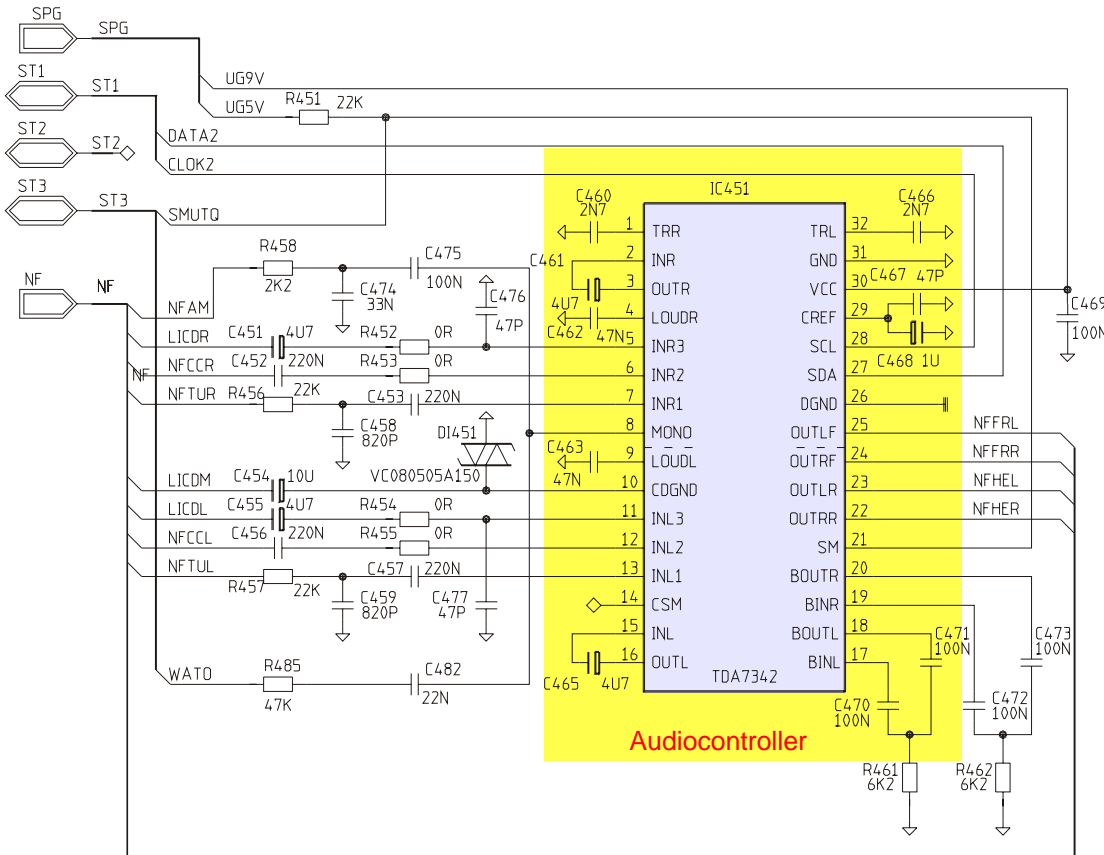 SPG
SPG
ST1
ST1
UG9V
UG5V
R451 22K
ST2
ST2
DATA2
CLOK2
ST3
ST3
SMUTQ
NF
NF
NFAM
R458
2K2
C475
100N
C474
33N
C476
47P
LICDR
C451 4U7
R452 0R
NFCCR
C452 220N
R453 0R
NF
NFTUR
R456 22K
C453 220N
C458
820P
DI451
VC080505A150
LICDM
C454 10U
LICDL
C455 4U7
R454 0R
NFCCL
C456 220N
R455 0R
NFTUL
R457 22K
C457 220N
C459
820P
C477
47P
WATO
R485
47K
C482
22N
IC451
C460
2N7
C466
2N7
C461
4U7
C462 47N
C463
47N
C465 4U7
C467 47P
C468 1U
C469
100N
1 TRR TRL 32
2 INR GND 31
3 OUTR VCC 30
4 LOUDR CREF 29
5 INR3 SCL 28
6 INR2 SDA 27
7 INR1 DGND 26
8 MONO OUTLF 25
9 LOUDL OUTRF 24
10 CDGND OUTLR 23
11 INL3 OUTRR 22
12 INL2 SM 21
13 INL1 BOUTR 20
14 CSM BINR 19
15 INL BOUTL 18
16 OUTL BINL 17
TDA7342
NFFRL
NFFRR
NFHEL
NFHER
C471
100N
C473
100N
C470
100N
C472
100N
Audiocontroller
R461
6K2
R462
6K2